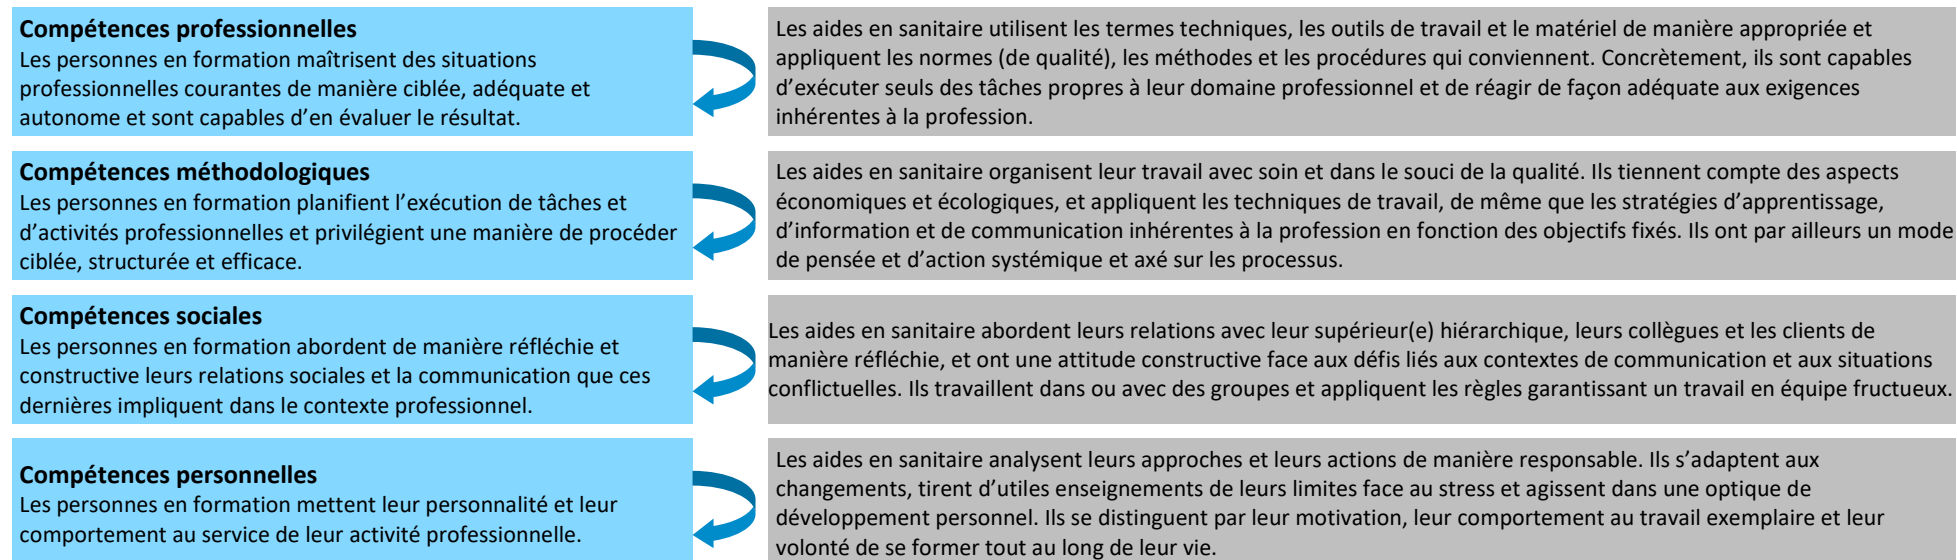 Compétences professionnelles
Les personnes en formation maîtrisent des situations
professionnelles courantes de manière ciblée, adéquate et
autonome et sont capables d’en évaluer le résultat.
Les aides en sanitaire utilisent les termes techniques, les outils de travail et le matériel de manière appropriée et
appliquent les normes (de qualité), les méthodes et les procédures qui conviennent. Concrètement, ils sont capables
d’exécuter seuls des tâches propres à leur domaine professionnel et de réagir de façon adéquate aux exigences
inhérentes à la profession.
Compétences méthodologiques
Les personnes en formation planifient l’exécution de tâches et
d’activités professionnelles et privilégient une manière de procéder
ciblée, structurée et efficace.
Les aides en sanitaire organisent leur travail avec soin et dans le souci de la qualité. Ils tiennent compte des aspects
économiques et écologiques, et appliquent les techniques de travail, de même que les stratégies d’apprentissage,
d’information et de communication inhérentes à la profession en fonction des objectifs fixés. Ils ont par ailleurs un mode
de pensée et d’action systémique et axé sur les processus.
Compétences sociales
Les personnes en formation abordent de manière réfléchie et
constructive leurs relations sociales et la communication que ces
dernières impliquent dans le contexte professionnel.
Les aides en sanitaire abordent leurs relations avec leur supérieur(e) hiérarchique, leurs collègues et les clients de
manière réfléchie, et ont une attitude constructive face aux défis liés aux contextes de communication et aux situations
conflictuelles. Ils travaillent dans ou avec des groupes et appliquent les règles garantissant un travail en équipe fructueux.
Compétences personnelles
Les personnes en formation mettent leur personnalité et leur
comportement au service de leur activité professionnelle.
Les aides en sanitaire analysent leurs approches et leurs actions de manière responsable. Ils s’adaptent aux
changements, tirent d’utiles enseignements de leurs limites face au stress et agissent dans une optique de
développement personnel. Ils se distinguent par leur motivation, leur comportement au travail exemplaire et leur
volonté de se former tout au long de leur vie.